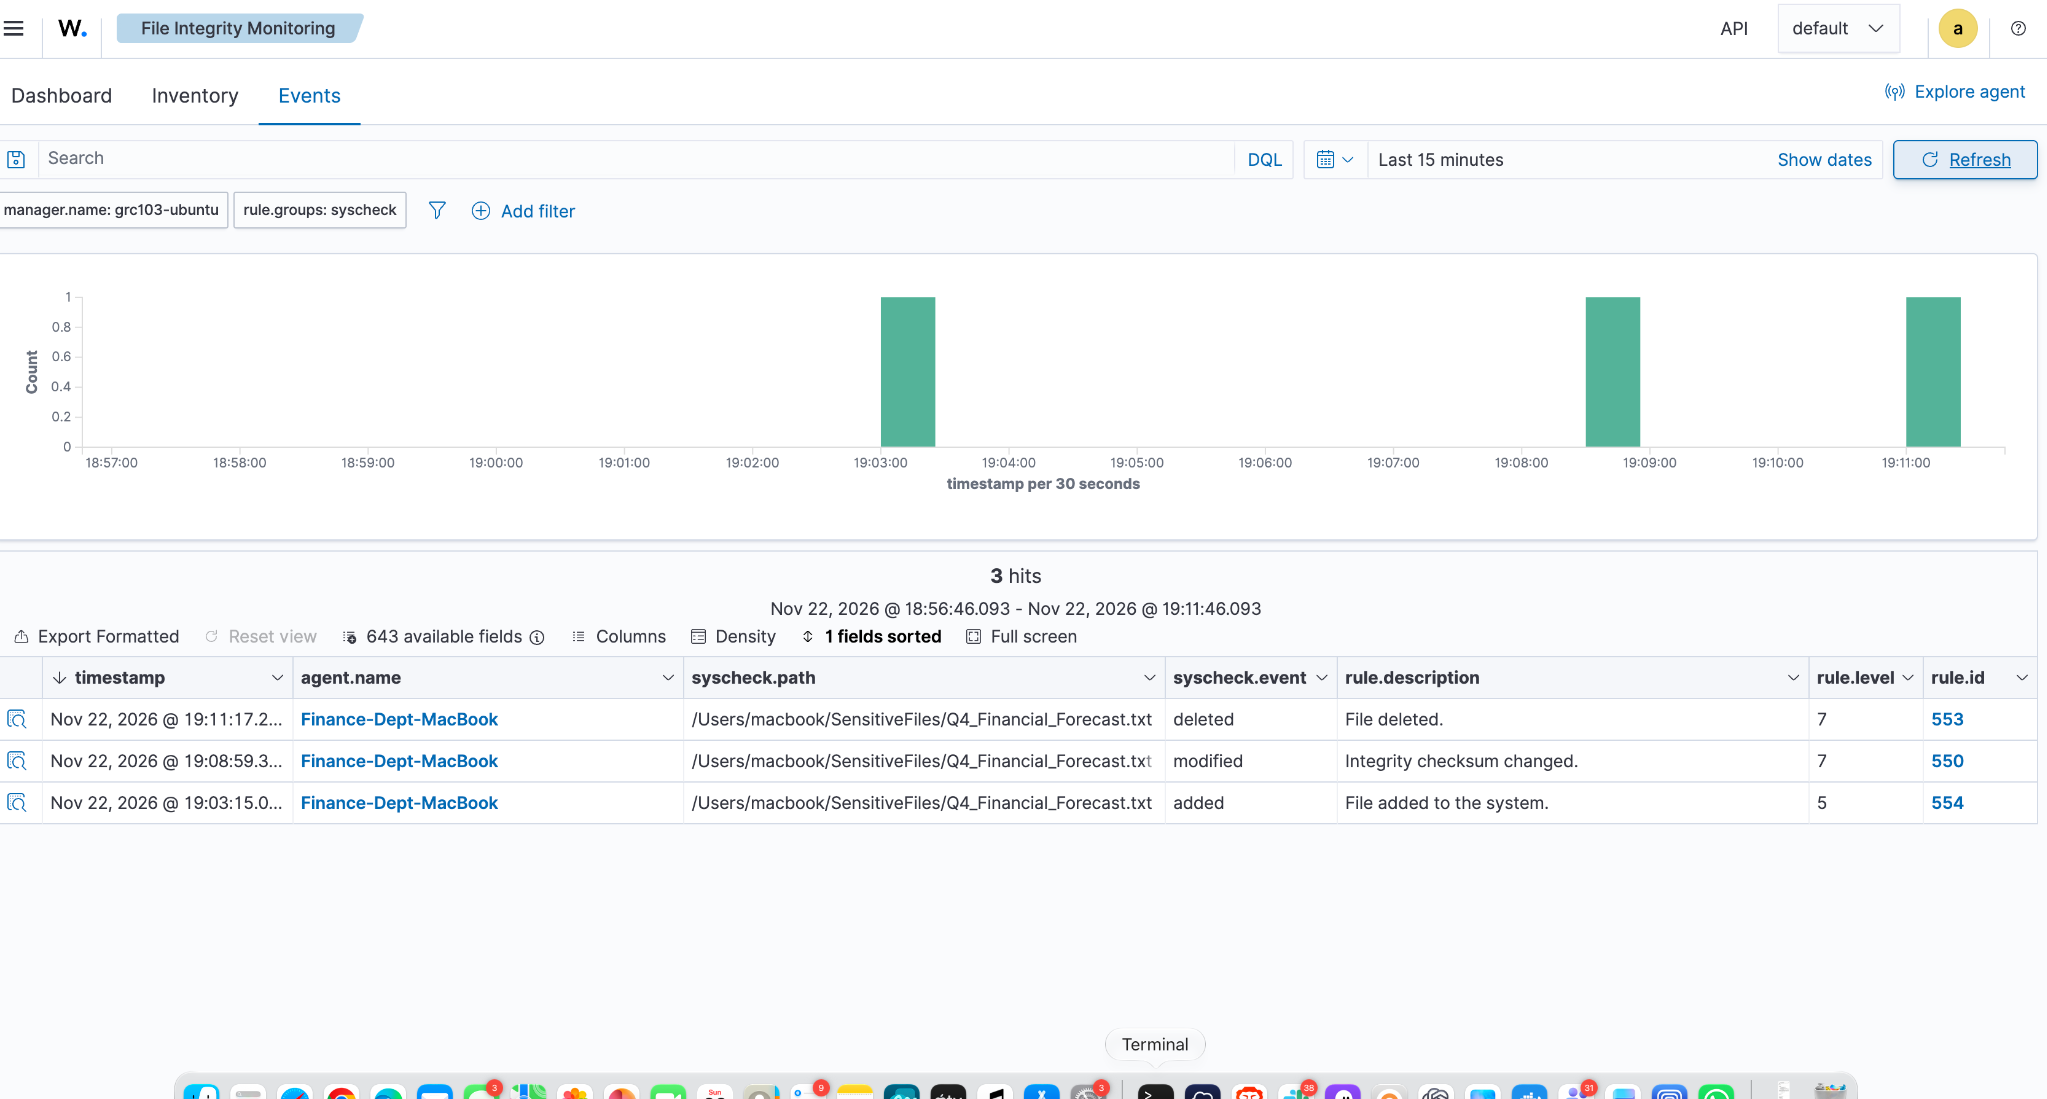 W. File Integrity Monitoring API default a
Dashboard Inventory Events Explore agent
Search DQL Last 15 minutes Show dates Refresh
manager.name: grc103-ubuntu rule.groups: syscheck Add filter
Count
1
0.8
0.6
0.4
0.2
0
18:57:00 18:58:00 18:59:00 19:00:00 19:01:00 19:02:00 19:03:00 19:04:00 19:05:00 19:06:00 19:07:00 19:08:00 19:09:00 19:10:00 19:11:00
timestamp per 30 seconds
3 hits
Nov 22, 2026 @ 18:56:46.093 - Nov 22, 2026 @ 19:11:46.093
Export Formatted Reset view 643 available fields Columns Density 1 fields sorted Full screen
timestamp agent.name syscheck.path syscheck.event rule.description rule.level rule.id
Nov 22, 2026 @ 19:11:17.2... Finance-Dept-MacBook /Users/macbook/SensitiveFiles/Q4_Financial_Forecast.txt deleted File deleted. 7 553
Nov 22, 2026 @ 19:08:59.3... Finance-Dept-MacBook /Users/macbook/SensitiveFiles/Q4_Financial_Forecast.txt modified Integrity checksum changed. 7 550
Nov 22, 2026 @ 19:03:15.0... Finance-Dept-MacBook /Users/macbook/SensitiveFiles/Q4_Financial_Forecast.txt added File added to the system. 5 554
Terminal
3 Sun 9 3 38 31